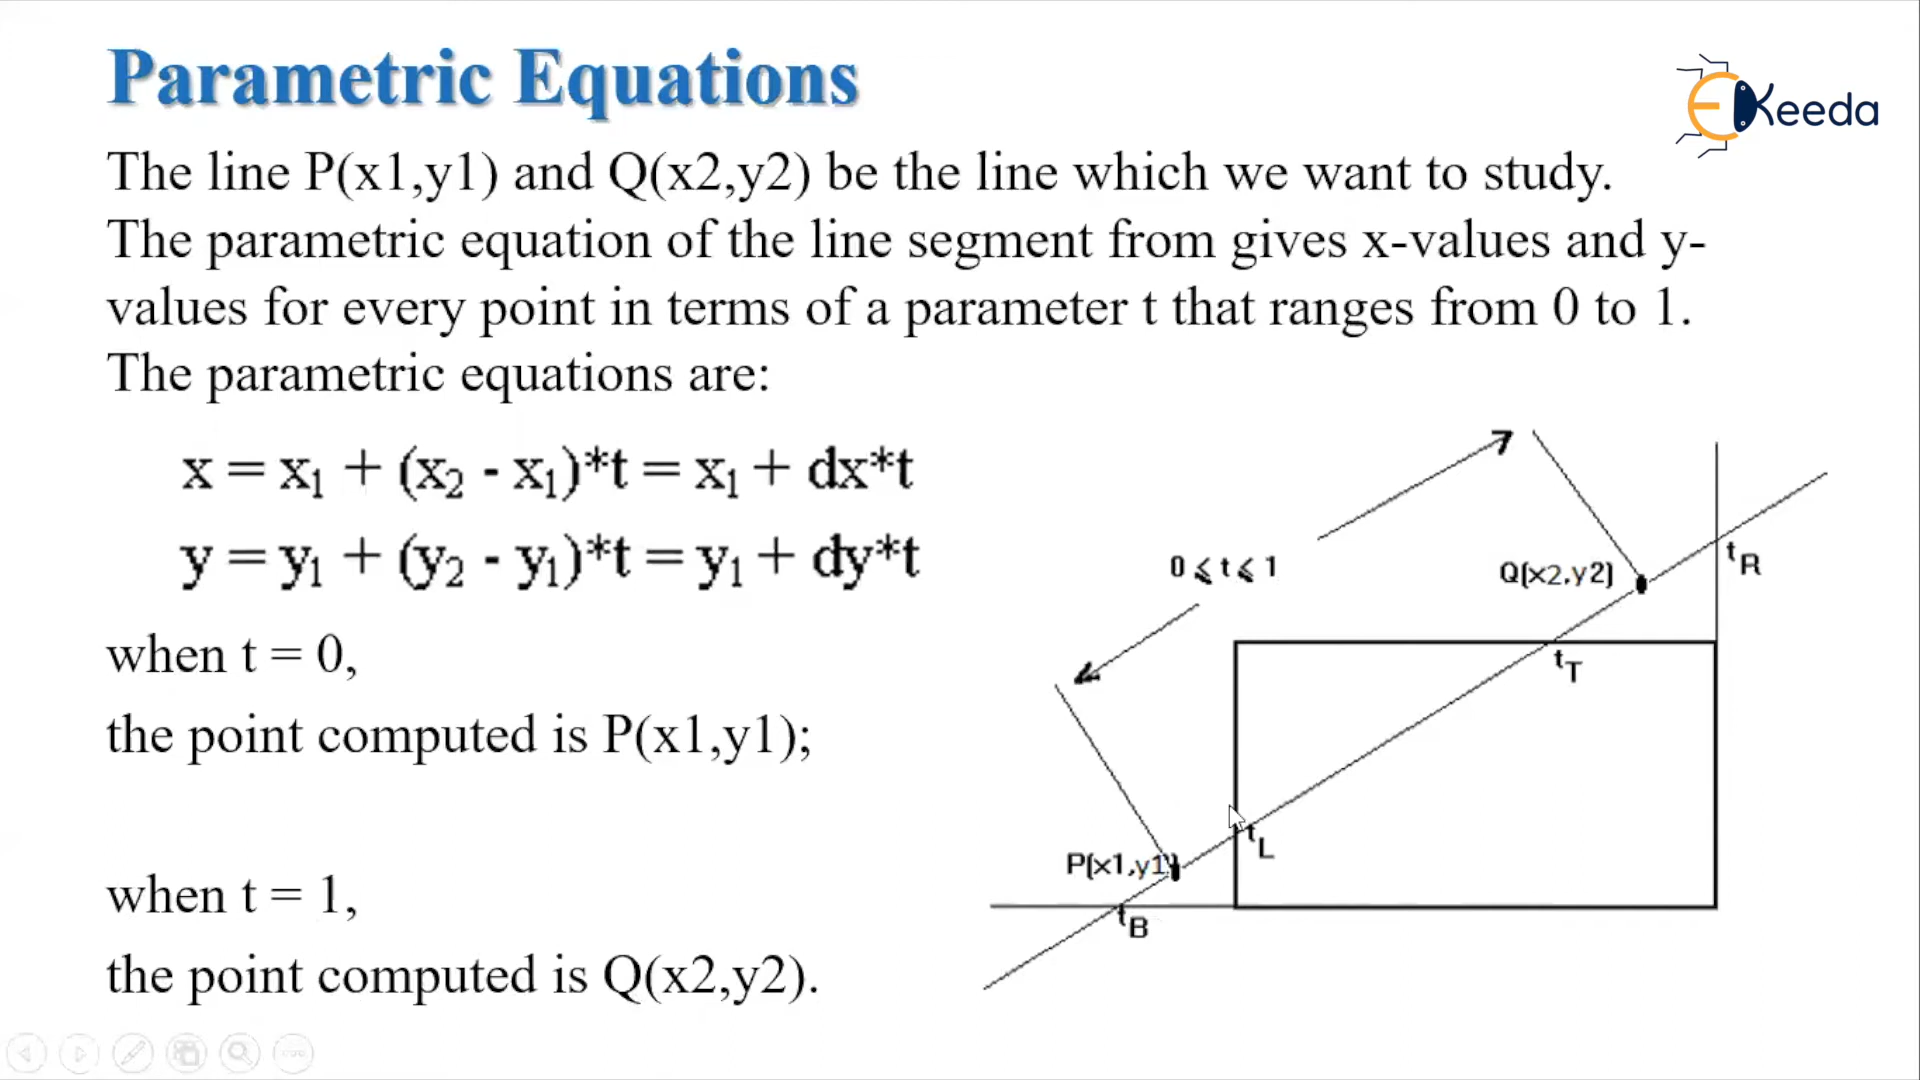 Parametric Equations
EKeeda
The line P(x1,y1) and Q(x2,y2) be the line which we want to study.
The parametric equation of the line segment from gives x-values and y-
values for every point in terms of a parameter t that ranges from 0 to 1.
The parametric equations are:
x = x₁ + (x₂ - x₁)*t = x₁ + dx*t
y = y₁ + (y₂ - y₁)*t = y₁ + dy*t
when t = 0,
the point computed is P(x1,y1);
when t = 1,
the point computed is Q(x2,y2).
0 ⩽ t ⩽ 1
Q(x2,y2)
tR
tT
tL
P(x1,y1)
tB